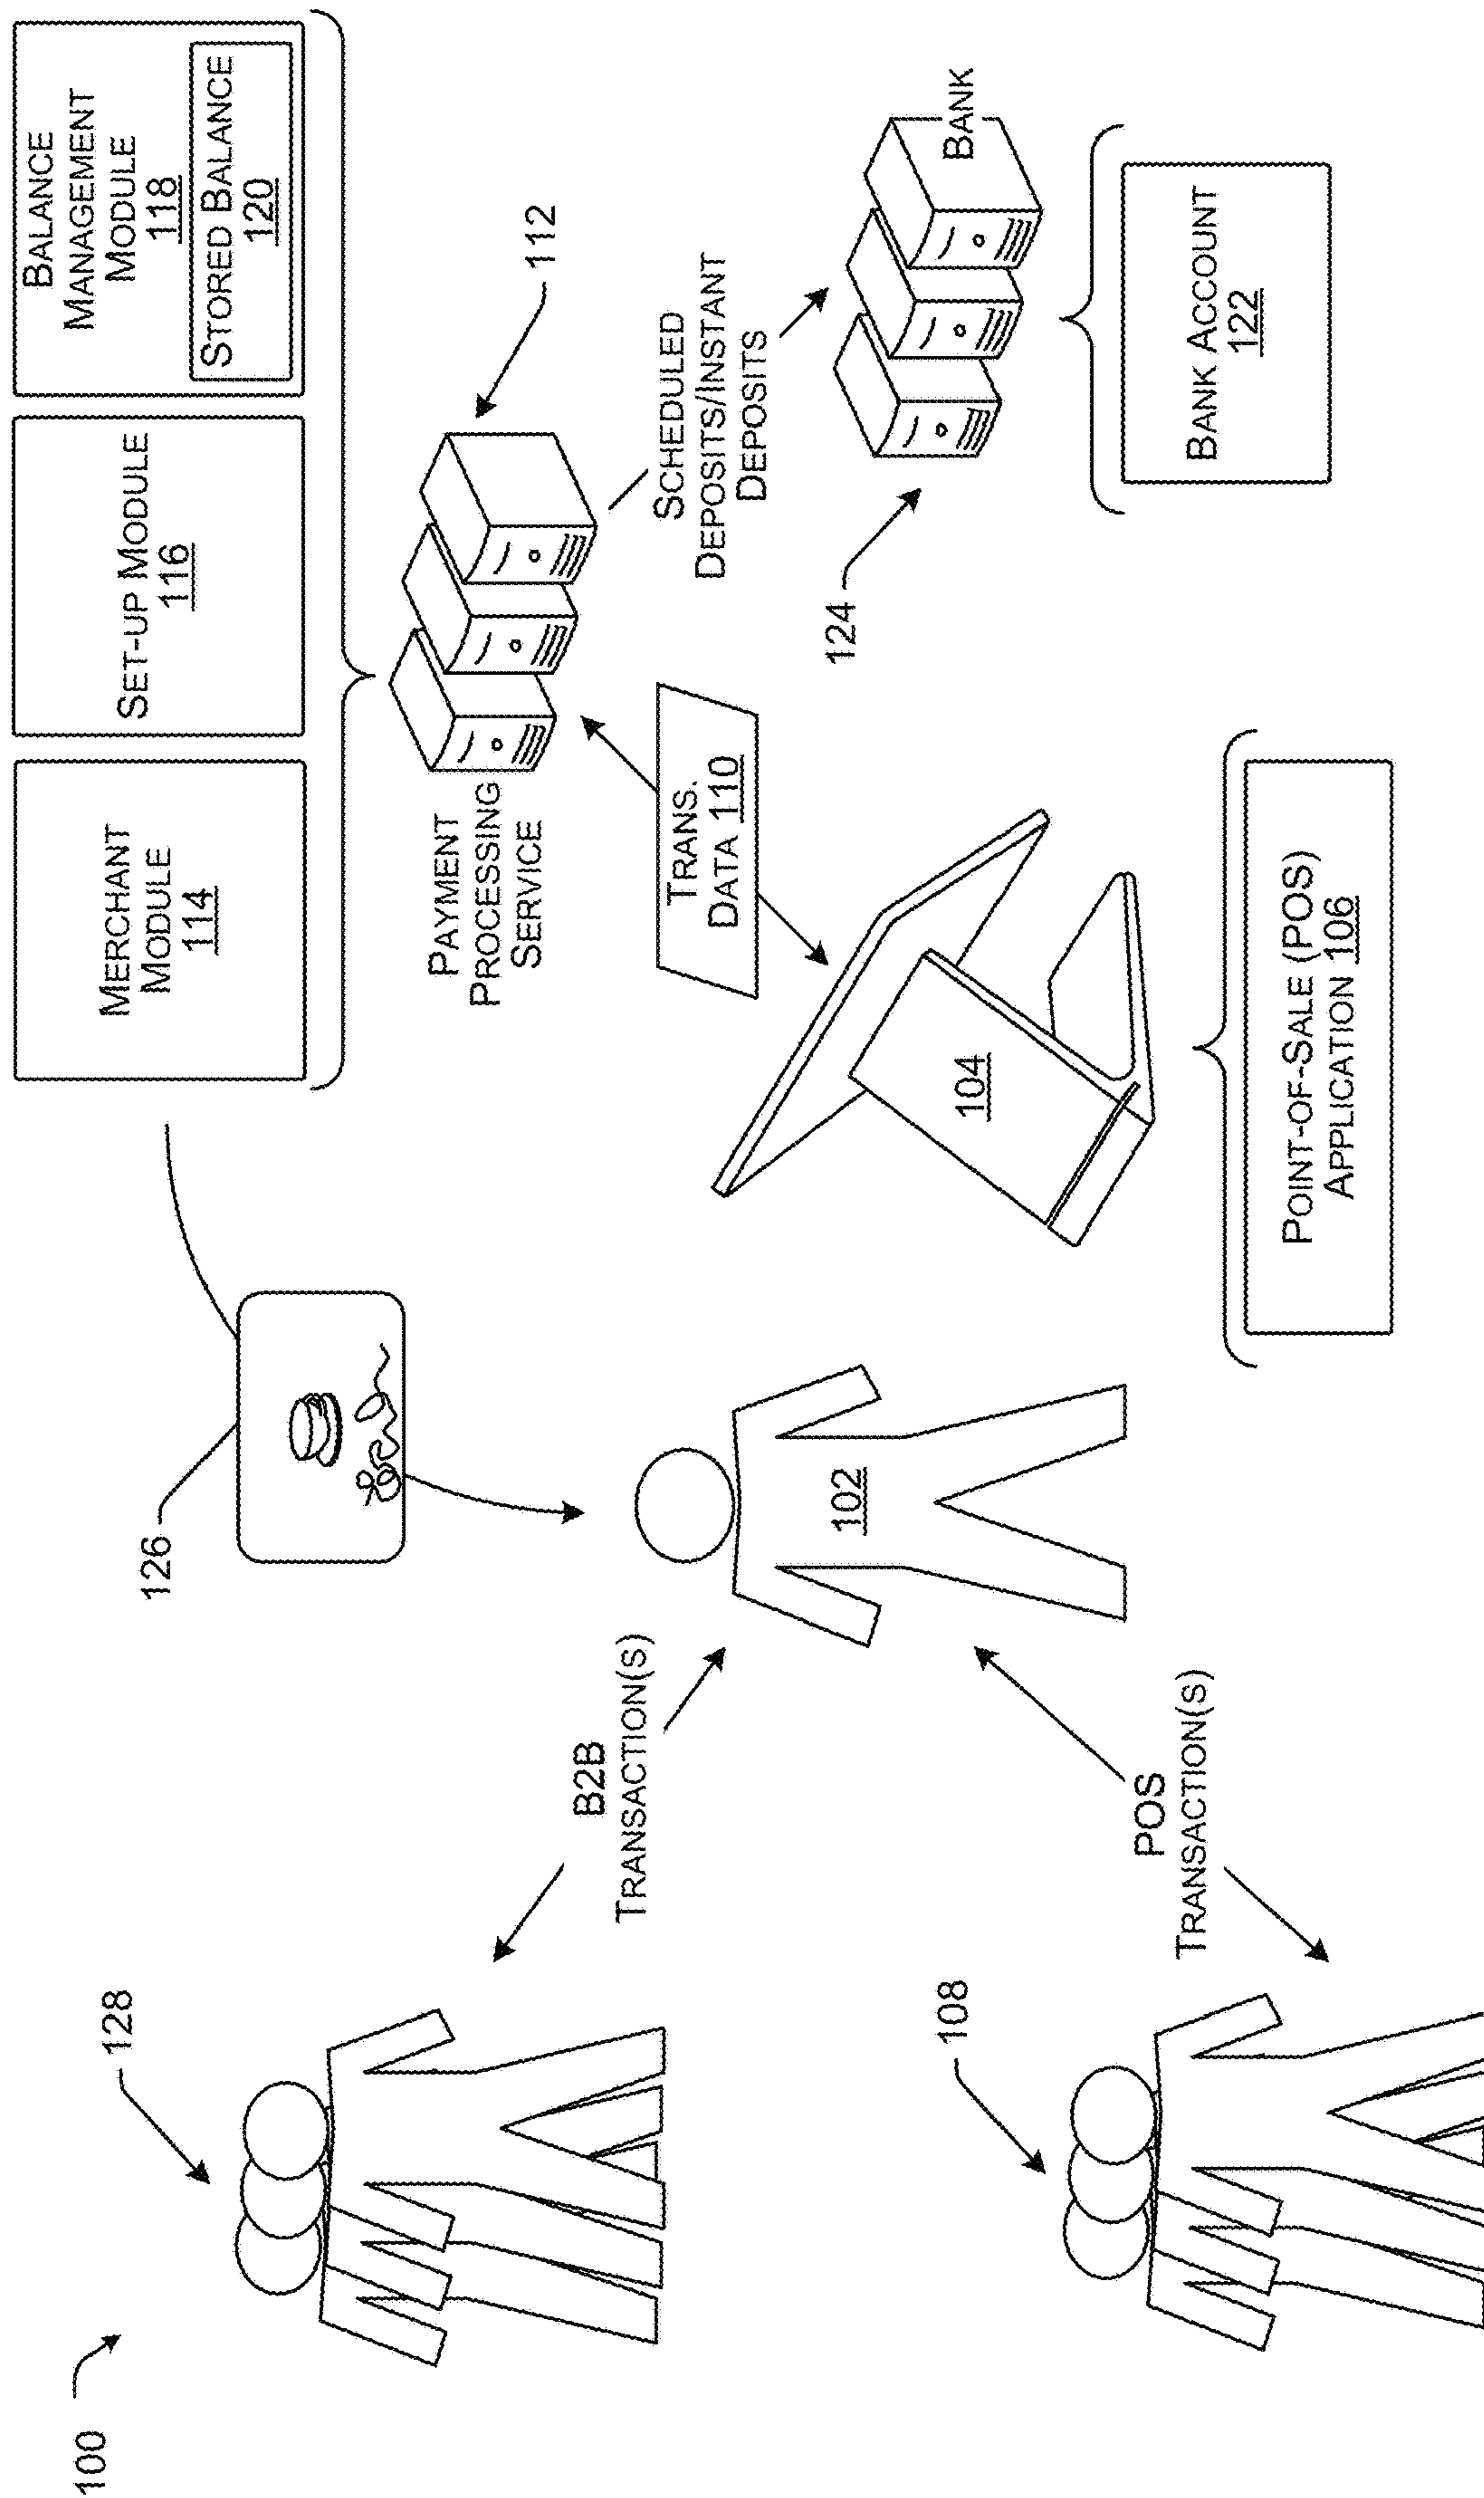 100
128
B2B
TRANSACTION(S)
108
POS
TRANSACTION(S)
126
102
MERCHANT
MODULE
114
SET-UP MODULE
116
BALANCE
MANAGEMENT
MODULE
118
STORED BALANCE
120
PAYMENT
PROCESSING
SERVICE
112
TRANS.
DATA 110
SCHEDULED
DEPOSITS/INSTANT
DEPOSITS
104
POINT-OF-SALE (POS)
APPLICATION 106
124
BANK
BANK ACCOUNT
122